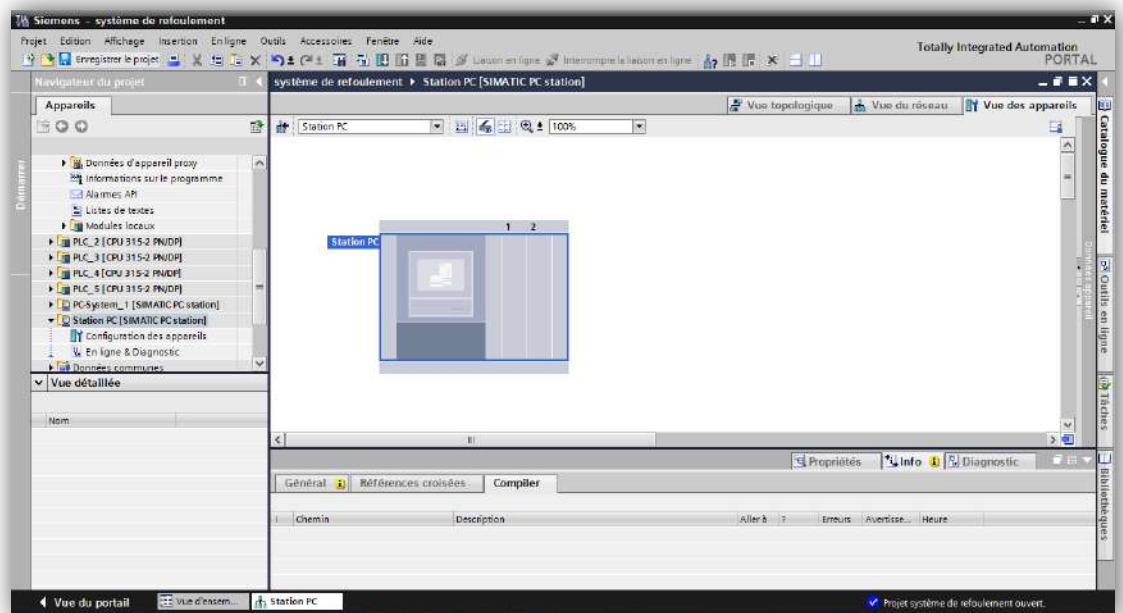 Siemens - système de refoulement
Projet Edition Affichage Insertion En ligne Outils Accessoires Fenêtre Aide
Totally Integrated Automation
PORTAL
Enregistrer le projet Liaison en ligne Interrompre la liaison en ligne
Navigateur du projet
système de refoulement Station PC [SIMATIC PC station]
Appareils
Vue topologique Vue du réseau Vue des appareils
Station PC 100%
Données d'appareil proxy
Informations sur le programme
Alarmes API
Listes de textes
Modules locaux
PLC_2 [CPU 315-2 PN/DP]
PLC_3 [CPU 315-2 PN/DP]
PLC_4 [CPU 315-2 PN/DP]
PLC_5 [CPU 315-2 PN/DP]
PC-System_1 [SIMATIC PC station]
Station PC [SIMATIC PC station]
Configuration des appareils
En ligne & Diagnostic
Données communes
1 2
Station PC
Vue détaillée
Nom
Propriétés Info Diagnostic
Général Références croisées Compiler
! Chemin Description Aller à ? Erreurs Avertisse... Heure
Démarrer
Données appareil
Catalogue du matériel
Outils en ligne
Tâches
Bibliothèques
Vue du portail Vue d'ensem... Station PC Projet système de refoulement ouvert.